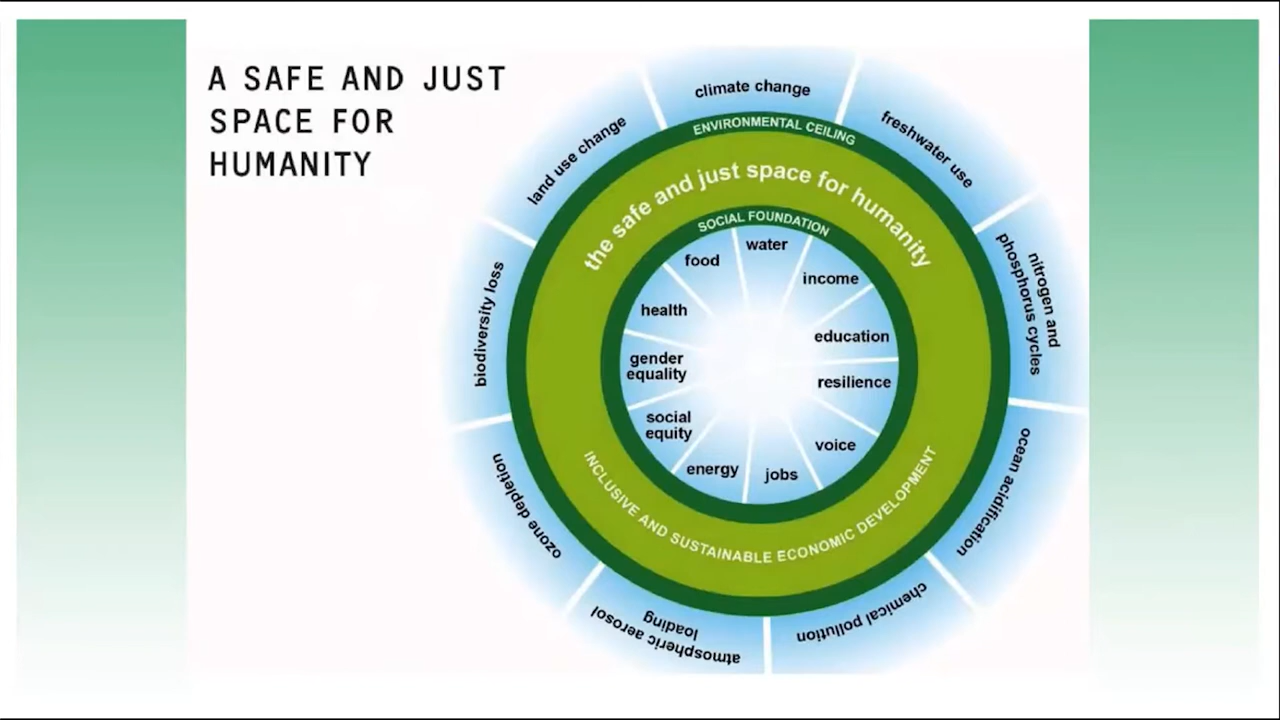 A SAFE AND JUST
SPACE FOR
HUMANITY
climate change
freshwater use
nitrogen and
phosphorus cycles
ocean acidification
chemical pollution
atmospheric aerosol
loading
ozone depletion
biodiversity loss
land use change
ENVIRONMENTAL CEILING
the safe and just space for humanity
SOCIAL FOUNDATION
water
income
education
resilience
voice
jobs
energy
social
equity
gender
equality
health
food
INCLUSIVE AND SUSTAINABLE ECONOMIC DEVELOPMENT